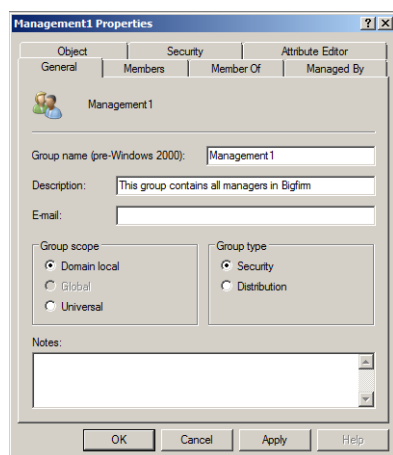 Management1 Properties
Object Security Attribute Editor
General Members Member Of Managed By
Management1
Group name (pre-Windows 2000): Management1
Description: This group contains all managers in Bigfirm
E-mail:
Group scope Group type
Domain local Security
Global Distribution
Universal
Notes:
OK Cancel Apply Help